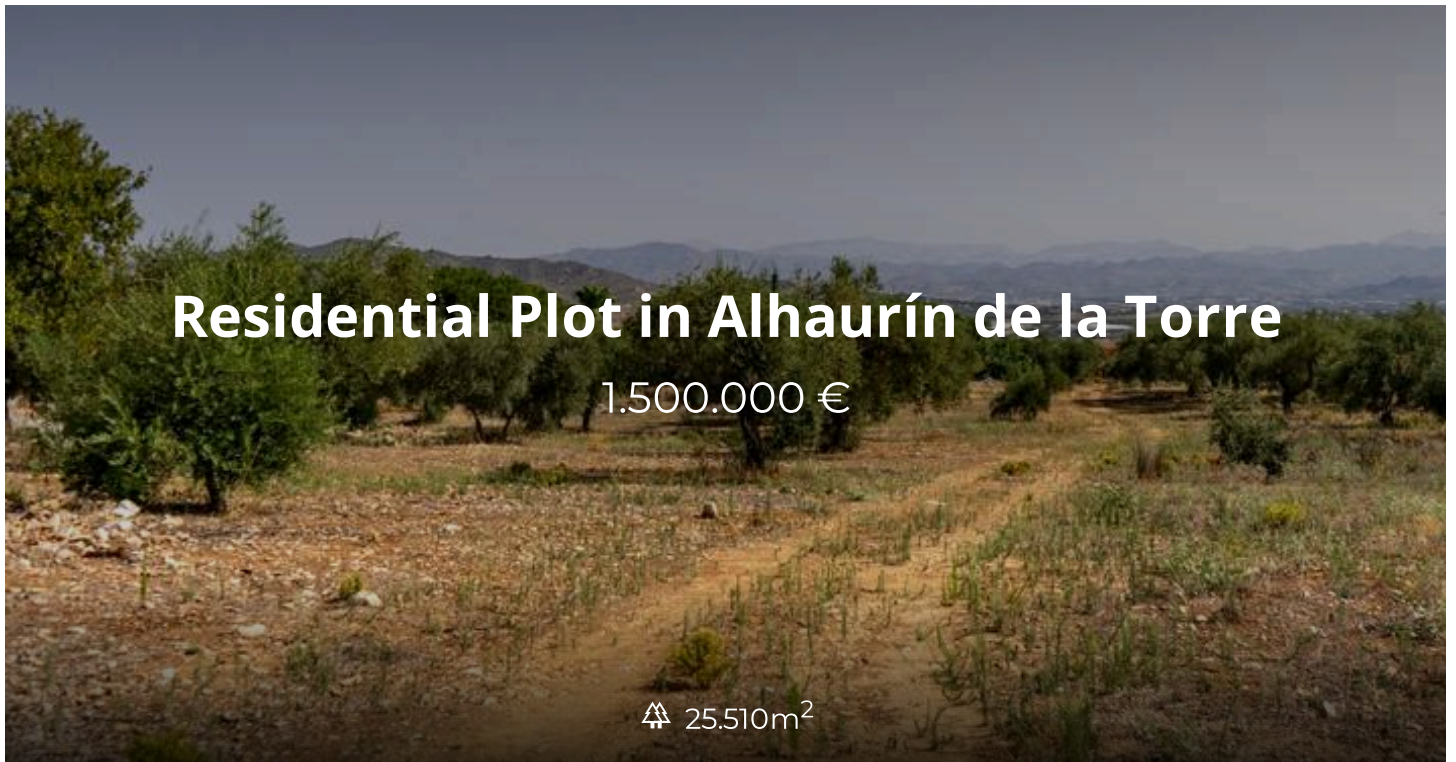 Residential Plot in Alhaurín de la Torre
1.500.000 €
25.510m²